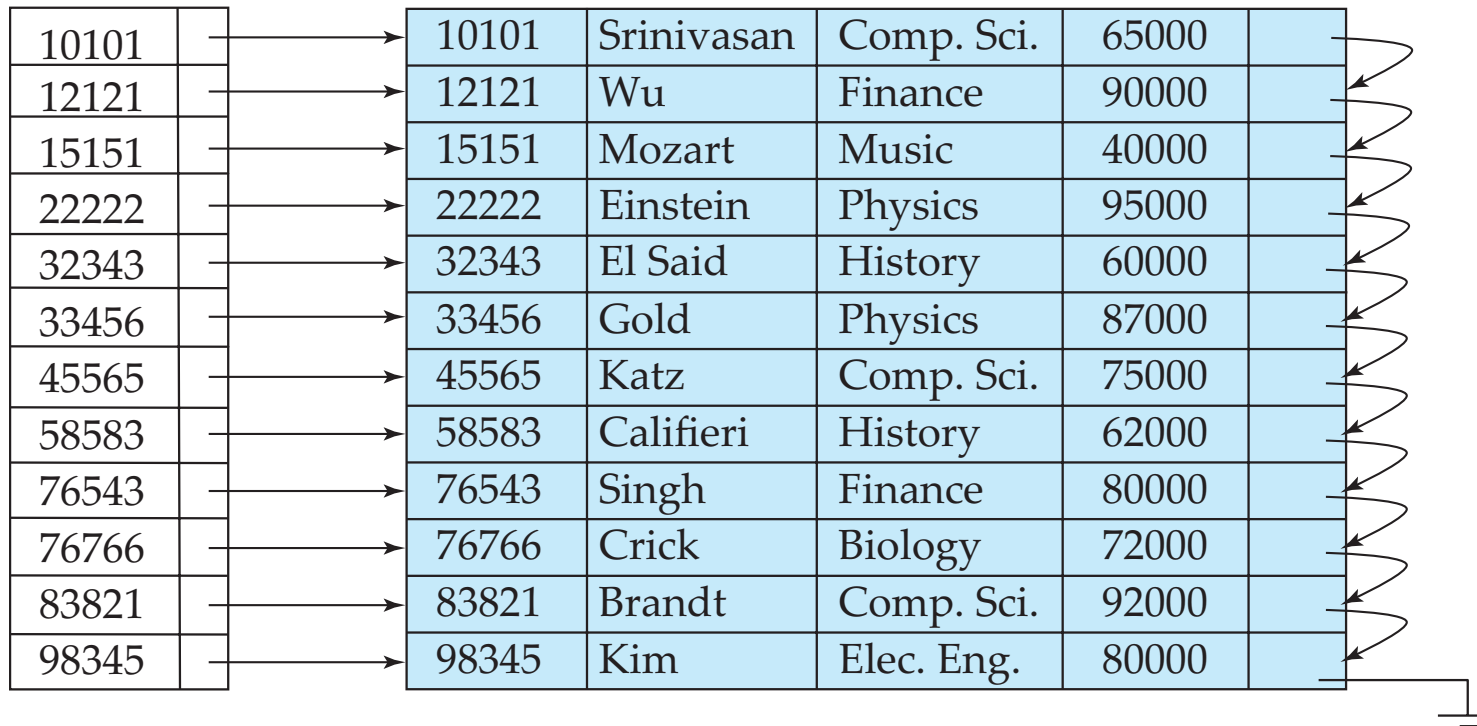 10101 10101 Srinivasan Comp. Sci. 65000
12121 12121 Wu Finance 90000
15151 15151 Mozart Music 40000
22222 22222 Einstein Physics 95000
32343 32343 El Said History 60000
33456 33456 Gold Physics 87000
45565 45565 Katz Comp. Sci. 75000
58583 58583 Califieri History 62000
76543 76543 Singh Finance 80000
76766 76766 Crick Biology 72000
83821 83821 Brandt Comp. Sci. 92000
98345 98345 Kim Elec. Eng. 80000